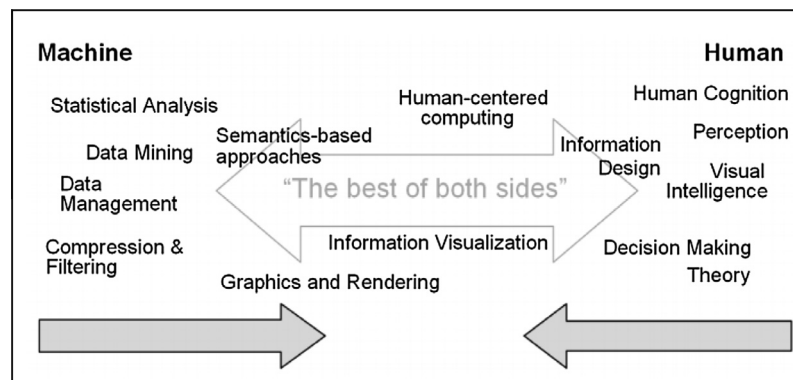 Machine
Human
Statistical Analysis
Human-centered
computing
Human Cognition
Semantics-based
approaches
Data Mining
Information
Design
Perception
Data
Management
"The best of both sides"
Visual
Intelligence
Compression &
Filtering
Information Visualization
Decision Making
Theory
Graphics and Rendering